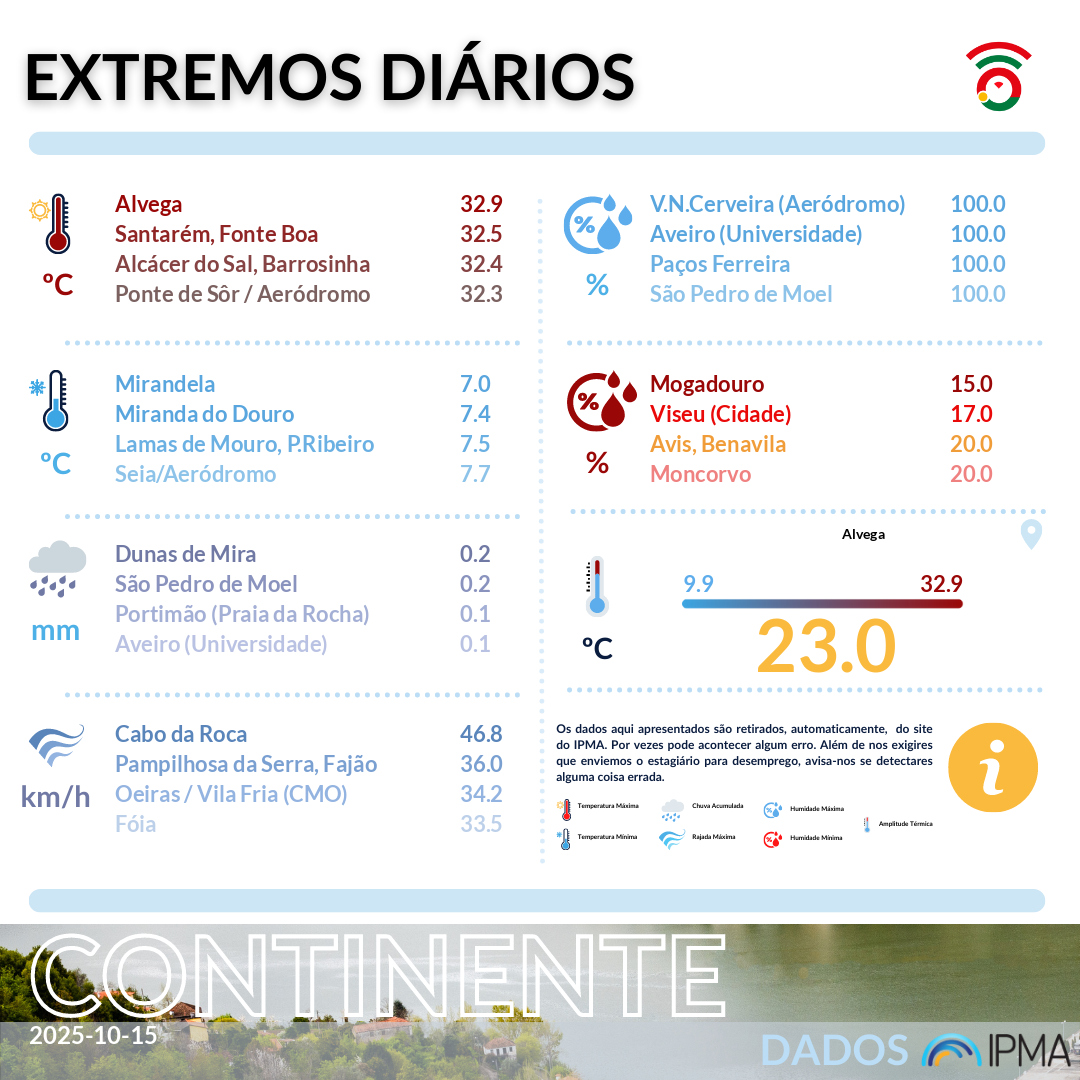 EXTREMOS DIÁRIOS
Alvega 32.9
Santarém, Fonte Boa 32.5
Alcácer do Sal, Barrosinha 32.4
Ponte de Sôr / Aeródromo 32.3
ºC
Mirandela 7.0
Miranda do Douro 7.4
Lamas de Mouro, P.Ribeiro 7.5
Seia/Aeródromo 7.7
ºC
Dunas de Mira 0.2
São Pedro de Moel 0.2
Portimão (Praia da Rocha) 0.1
Aveiro (Universidade) 0.1
mm
Cabo da Roca 46.8
Pampilhosa da Serra, Fajão 36.0
Oeiras / Vila Fria (CMO) 34.2
Fóia 33.5
km/h
%
V.N.Cerveira (Aeródromo) 100.0
Aveiro (Universidade) 100.0
Paços Ferreira 100.0
São Pedro de Moel 100.0
%
%
Mogadouro 15.0
Viseu (Cidade) 17.0
Avis, Benavila 20.0
Moncorvo 20.0
%
Alvega
9.9 32.9
23.0
ºC
Os dados aqui apresentados são retirados, automaticamente, do site
do IPMA. Por vezes pode acontecer algum erro. Além de nos exigires
que enviemos o estagiário para desemprego, avisa-nos se detectares
alguma coisa errada.
i
Temperatura Máxima
Chuva Acumulada
Humidade Máxima
Amplitude Térmica
Temperatura Mínima
Rajada Máxima
Humidade Mínima
CONTINENTE
2025-10-15
DADOS IPMA